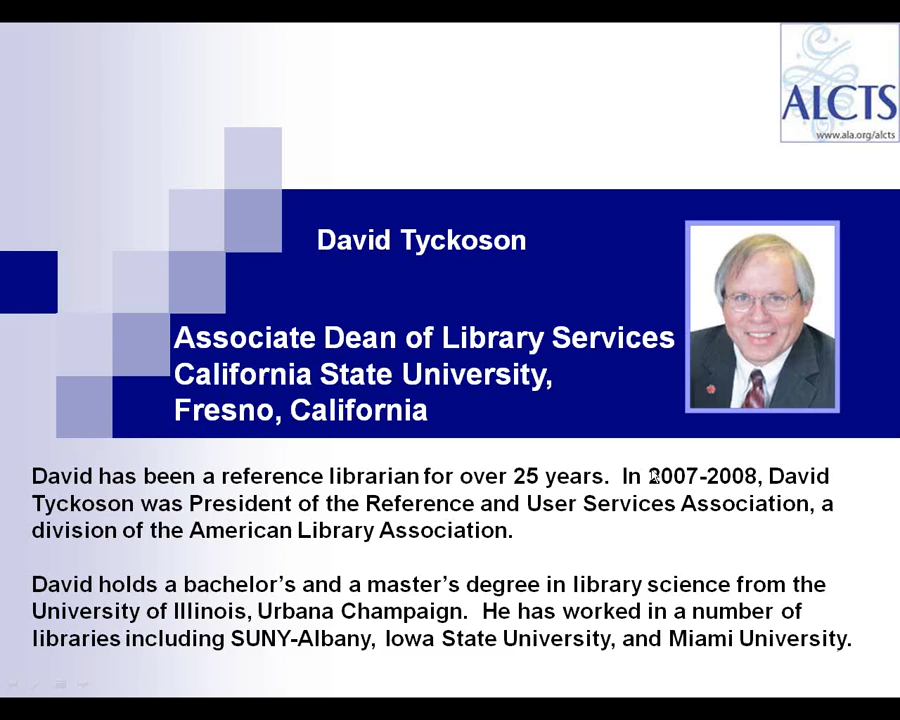 ALCTS
www.ala.org/alcts
David Tyckoson
Associate Dean of Library Services
California State University,
Fresno, California
David has been a reference librarian for over 25 years. In 2007-2008, David
Tyckoson was President of the Reference and User Services Association, a
division of the American Library Association.
David holds a bachelor's and a master's degree in library science from the
University of Illinois, Urbana Champaign. He has worked in a number of
libraries including SUNY-Albany, Iowa State University, and Miami University.